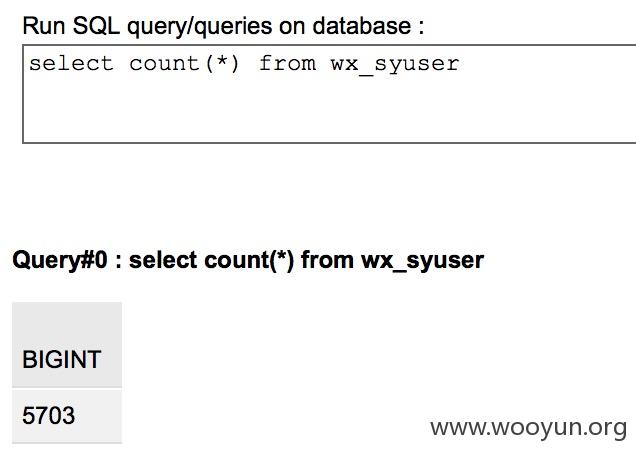 Run SQL query/queries on database :
select count(*) from wx_syuser
Query#0 : select count(*) from wx_syuser
BIGINT
5703
www.wooyun.org